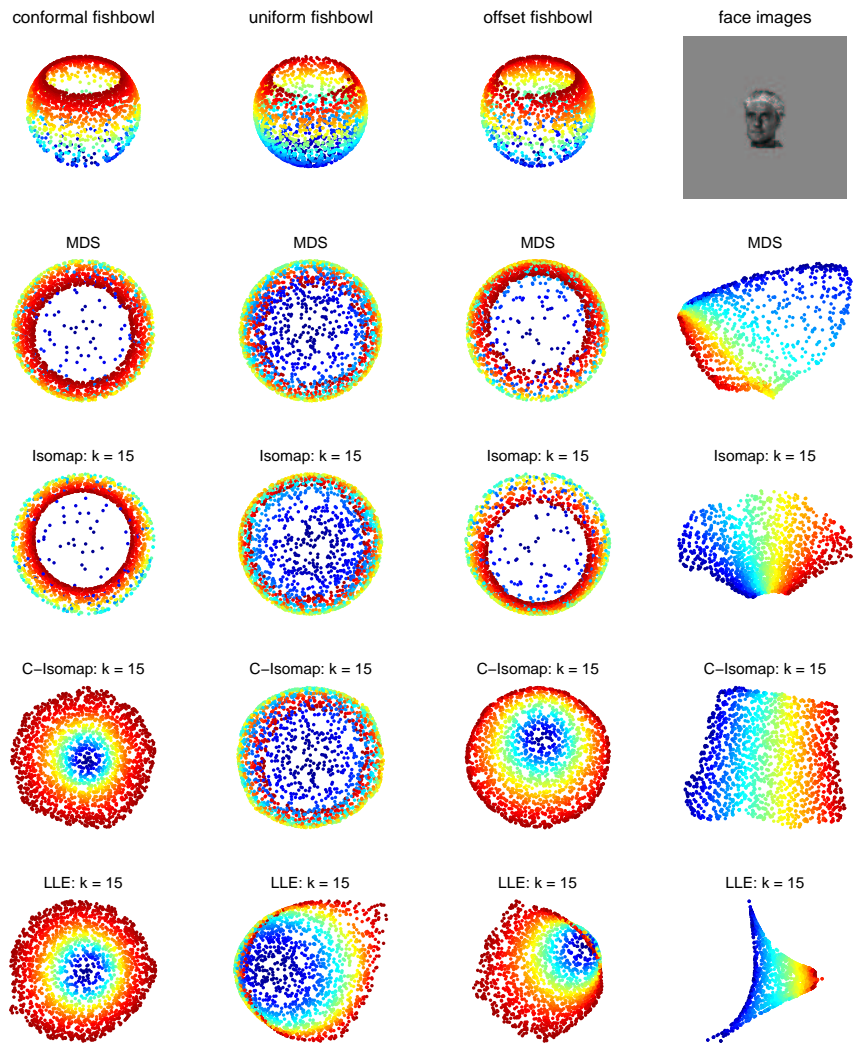 conformal fishbowl uniform fishbowl offset fishbowl face images
MDS MDS MDS MDS
Isomap: k = 15 Isomap: k = 15 Isomap: k = 15 Isomap: k = 15
C−Isomap: k = 15 C−Isomap: k = 15 C−Isomap: k = 15 C−Isomap: k = 15
LLE: k = 15 LLE: k = 15 LLE: k = 15 LLE: k = 15